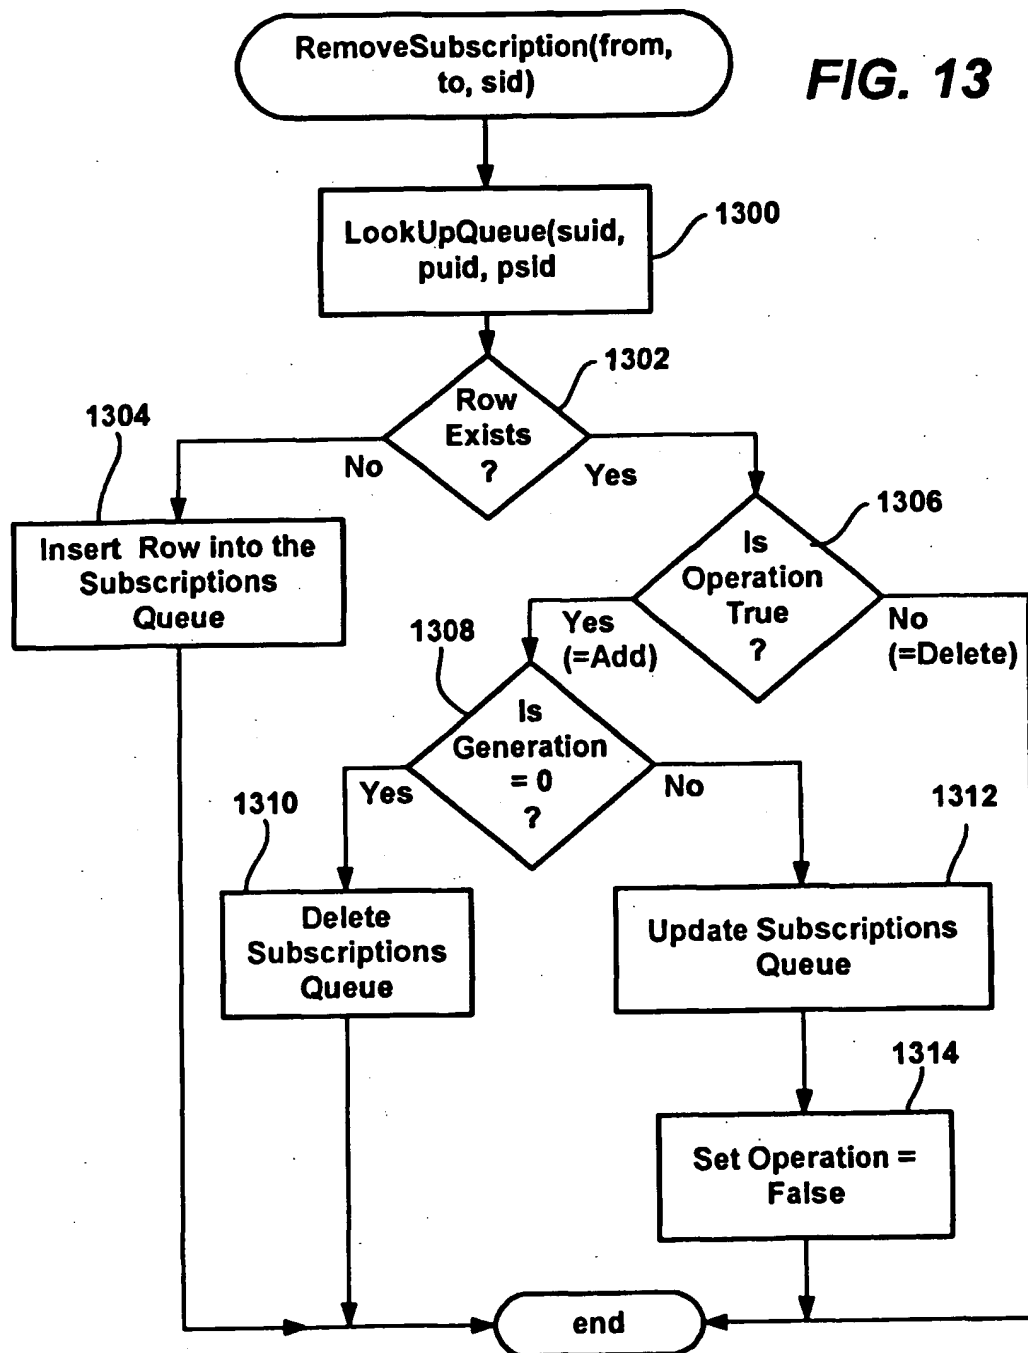 RemoveSubscription(from,
to, sid)
FIG. 13
LookUpQueue(suid,
puid, psid
1300
1302
Row
Exists
?
1304
No
Yes
Insert  Row into the
Subscriptions
Queue
1306
Is
Operation
True
?
Yes
(=Add)
No
(=Delete)
1308
Is
Generation
= 0
?
Yes
No
1310
1312
Delete
Subscriptions
Queue
Update Subscriptions
Queue
1314
Set Operation =
False
end